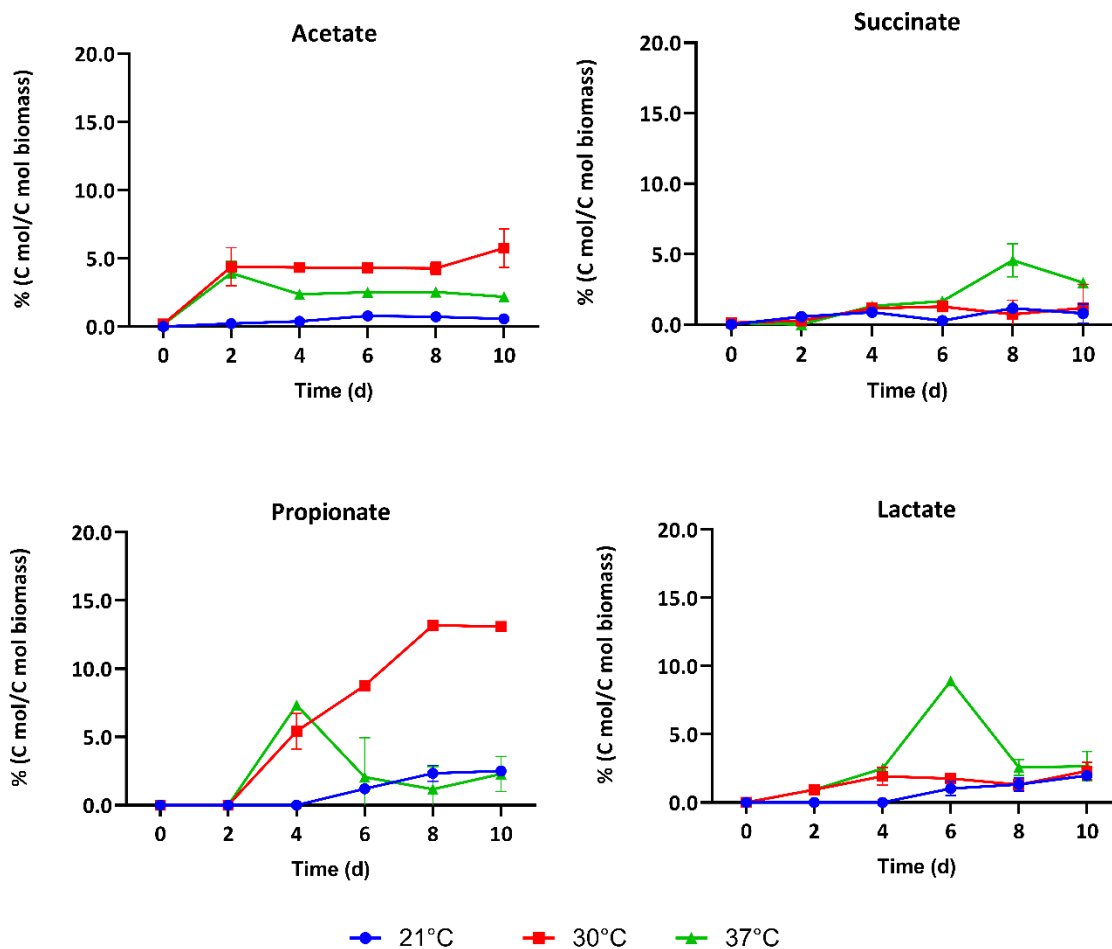 Acetate
% (C mol/C mol biomass)
20.0
15.0
10.0
5.0
0.0
0 2 4 6 8 10
Time (d)
Succinate
% (C mol/C mol biomass)
20.0
15.0
10.0
5.0
0.0
0 2 4 6 8 10
Time (d)
Propionate
% (C mol/C mol biomass)
20.0
15.0
10.0
5.0
0.0
0 2 4 6 8 10
Time (d)
Lactate
% (C mol/C mol biomass)
20.0
15.0
10.0
5.0
0.0
0 2 4 6 8 10
Time (d)
21°C 30°C 37°C